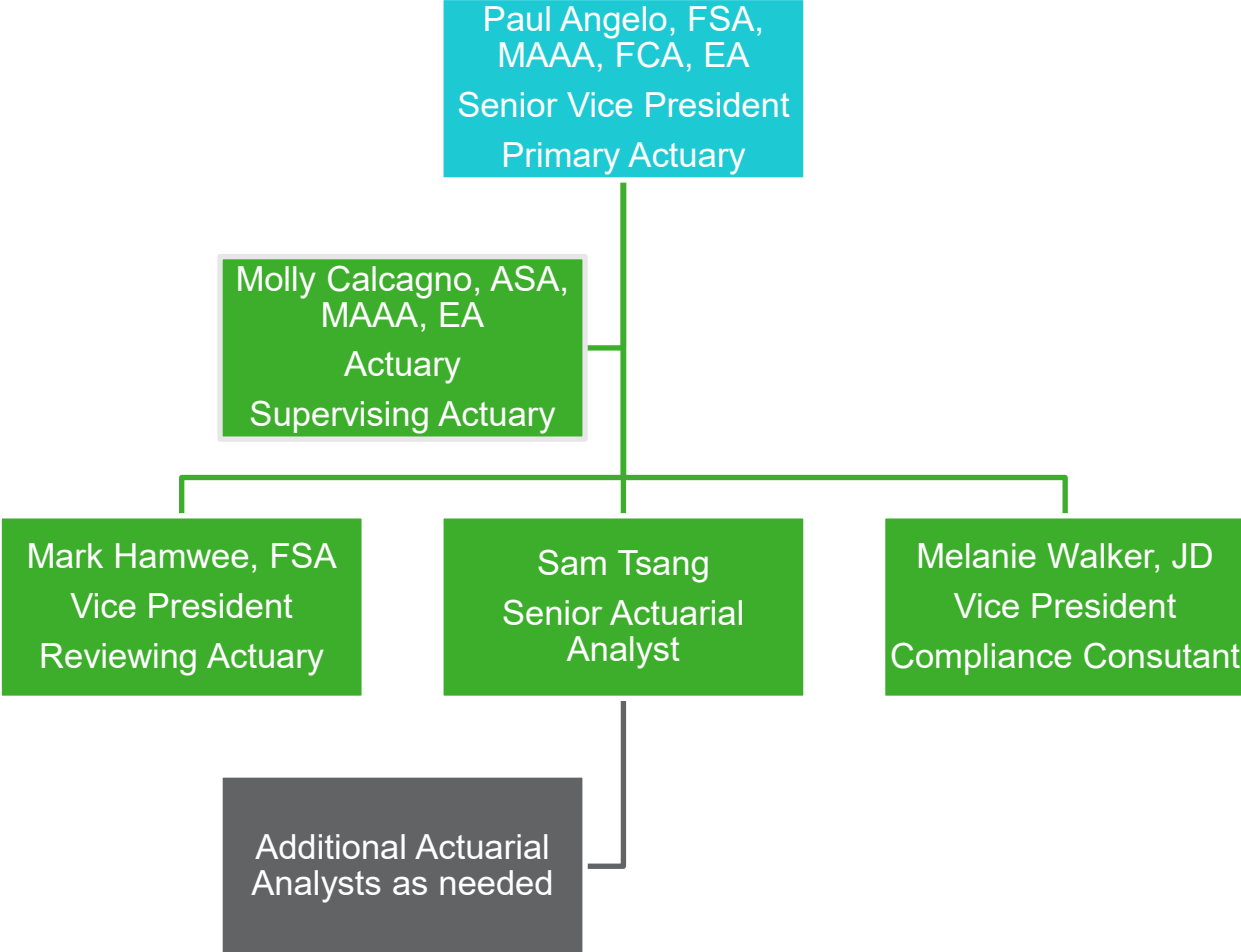 Paul Angelo, FSA,
MAAA, FCA, EA
Senior Vice President
Primary Actuary
Molly Calcagno, ASA,
MAAA, EA
Actuary
Supervising Actuary
Mark Hamwee, FSA
Vice President
Reviewing Actuary
Sam Tsang
Senior Actuarial
Analyst
Melanie Walker, JD
Vice President
Compliance Consutant
Additional Actuarial
Analysts as needed